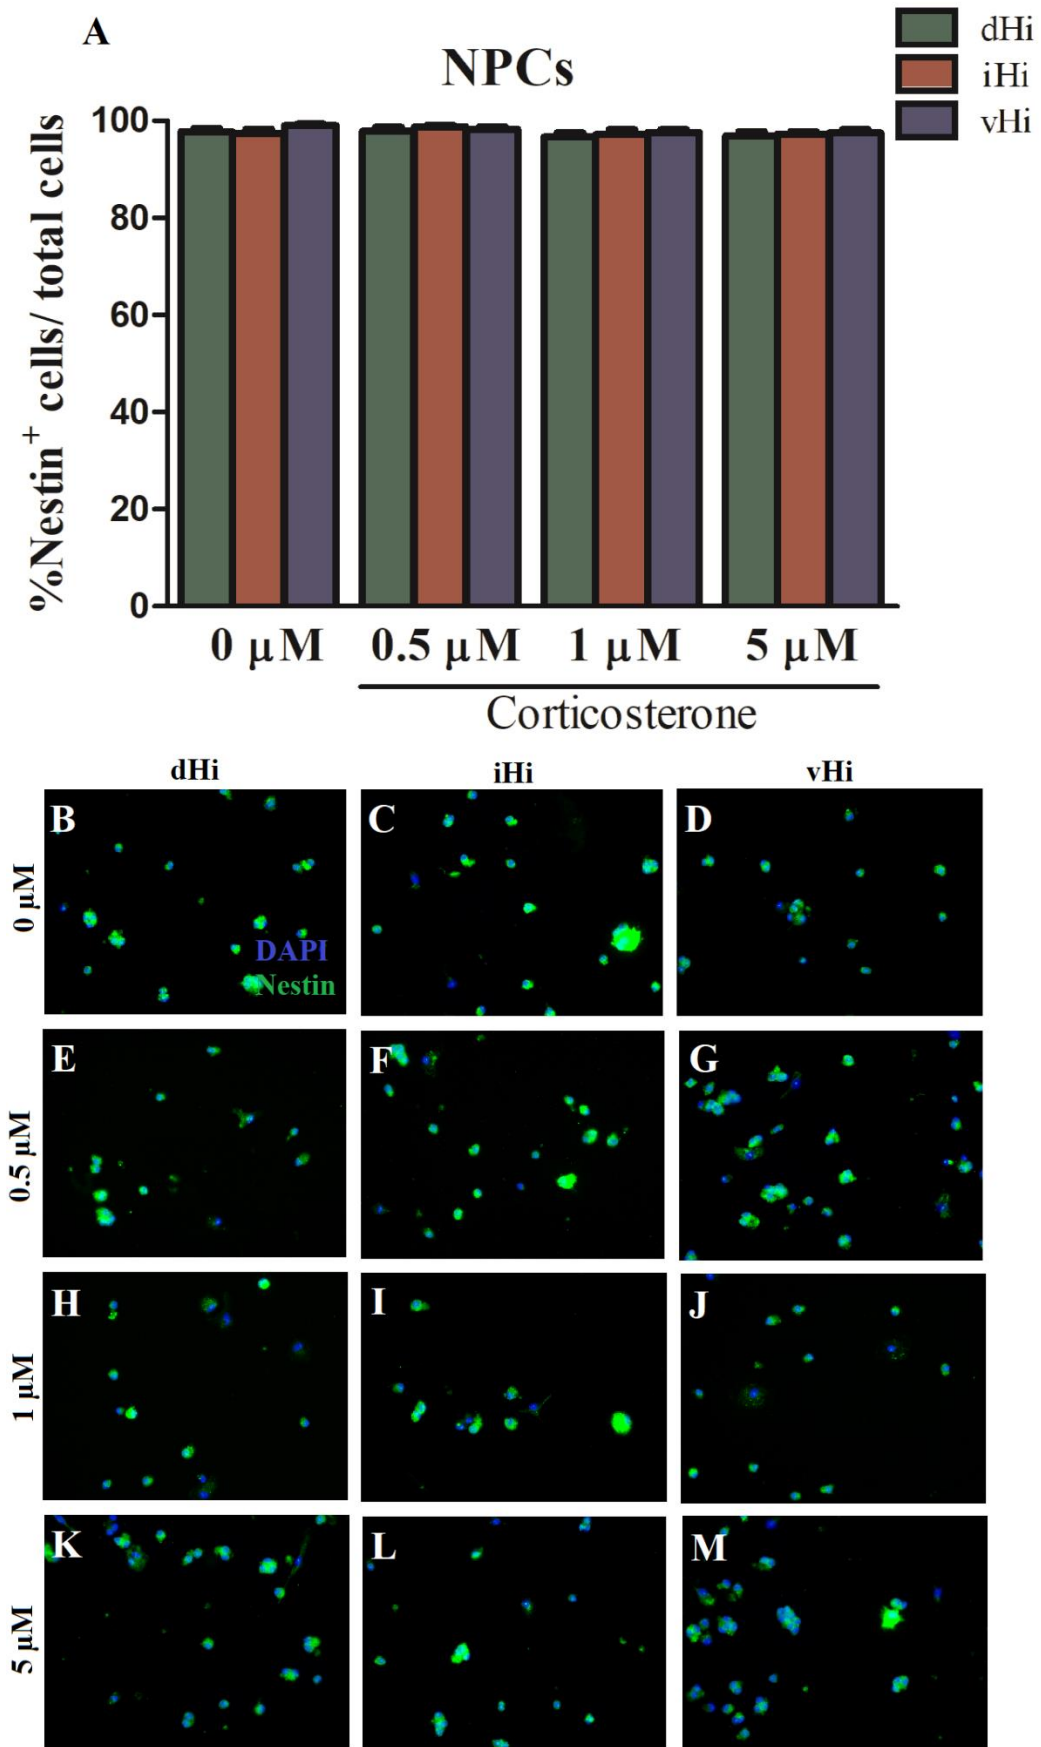 A
NPCs
dHi
iHi
vHi
%Nestin⁺ cells/ total cells
100
80
60
40
20
0
0 µM
0.5 µM
1 µM
5 µM
Corticosterone
dHi
iHi
vHi
0 µM
B
DAPI
Nestin
C
D
0.5 µM
E
F
G
1 µM
H
I
J
5 µM
K
L
M